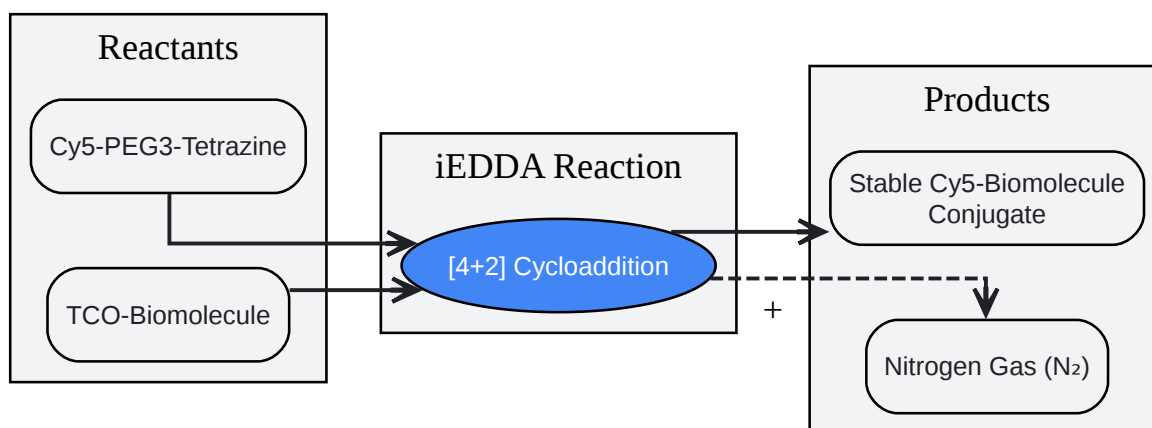 Reactants
Cy5-PEG3-Tetrazine
TCO-Biomolecule
iEDDA Reaction
[4+2] Cycloaddition
+
Products
Stable Cy5-Biomolecule
Conjugate
Nitrogen Gas (N₂)